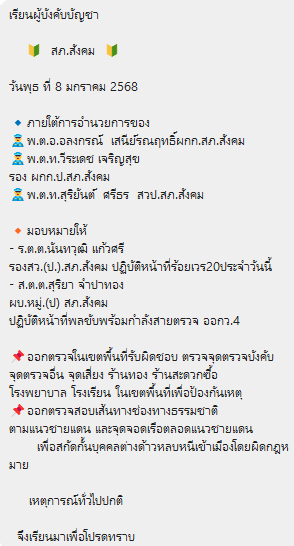 เรียนผู้บังคับบัญชา
🔰 สภ.สังคม 🔰
วันพุธ ที่ 8 มกราคม 2568
🔹ภายใต้การอำนวยการของ
👮พ.ต.อ.อลงกรณ์ เสนีย์รณฤทธิ์ผกก.สภ.สังคม
👮พ.ต.ท.วีระเดช เจริญสุข
รอง ผกก.ป.สภ.สังคม
👮พ.ต.ท.สุริยันต์ ศรีธร สวป.สภ.สังคม
🔸มอบหมายให้
- ร.ต.ต.นันทวุฒิ แก้วศรี
รองสว.(ป.).สภ.สังคม ปฏิบัติหน้าที่ร้อยเวร20ประจำวันนี้
- ส.ต.ต.สุริยา จำปาทอง
ผบ.หมู่.(ป) สภ.สังคม
ปฏิบัติหน้าที่พลขับพร้อมกำลังสายตรวจ ออกว.4
📌ออกตรวจในเขตพื้นที่รับผิดชอบ ตรวจจุดตรวจบังคับ
จุดตรวจอื่น จุดเสี่ยง ร้านทอง ร้านสะดวกซื้อ
โรงพยาบาล โรงเรียน ในเขตพื้นที่เพื่อป้องกันเหตุ
📌ออกตรวจสอบเส้นทางช่องทางธรรมชาติ
ตามแนวชายแดน และจุดจอดเรือตลอดแนวชายแดน
เพื่อสกัดกั้นบุคคลต่างด้าวหลบหนีเข้าเมืองโดยผิดกฎห
มาย
เหตุการณ์ทั่วไปปกติ
จึงเรียนมาเพื่อโปรดทราบ